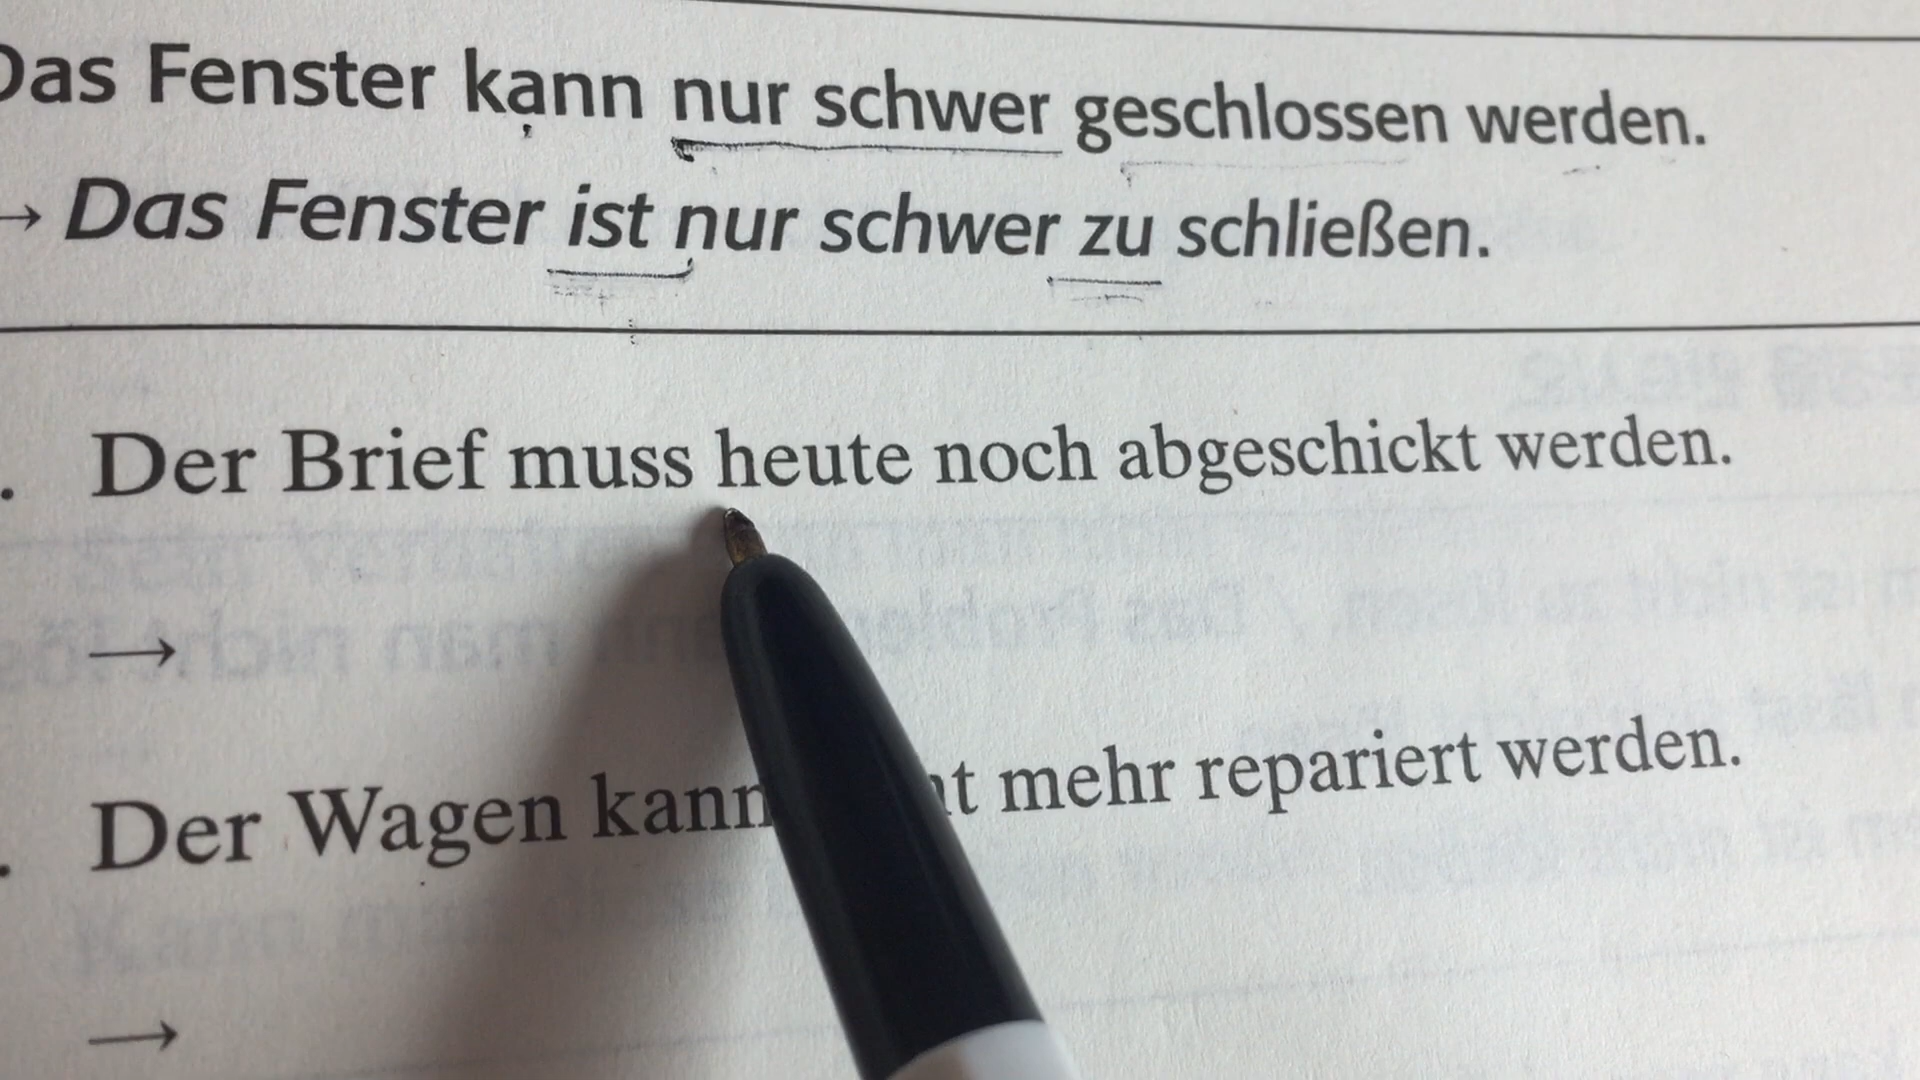 Das Fenster kann nur schwer geschlossen werden.
→ Das Fenster ist nur schwer zu schließen.
. Der Brief muss heute noch abgeschickt werden.
→
. Der Wagen kann mehr repariert werden.
→